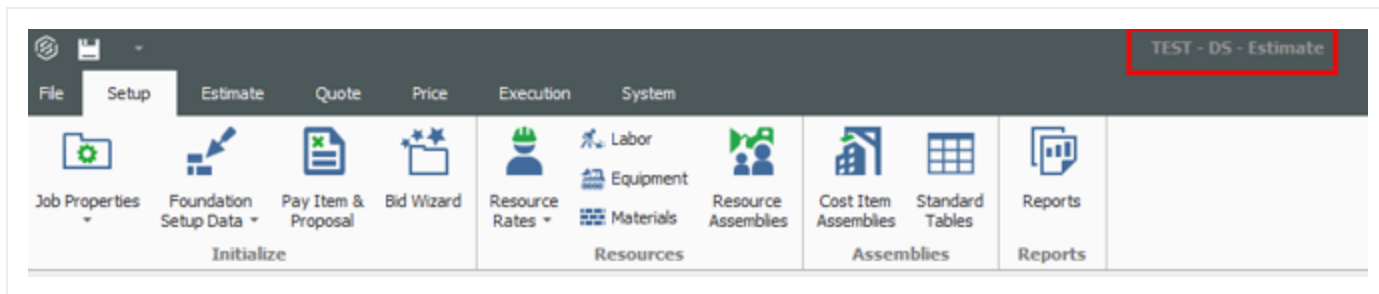 TEST - DS - Estimate
File Setup Estimate Quote Price Execution System
Job Properties
Foundation Setup Data
Pay Item & Proposal
Bid Wizard
Initialize
Resource Rates
Labor
Equipment
Materials
Resource Assemblies
Resources
Cost Item Assemblies
Standard Tables
Assemblies
Reports
Reports